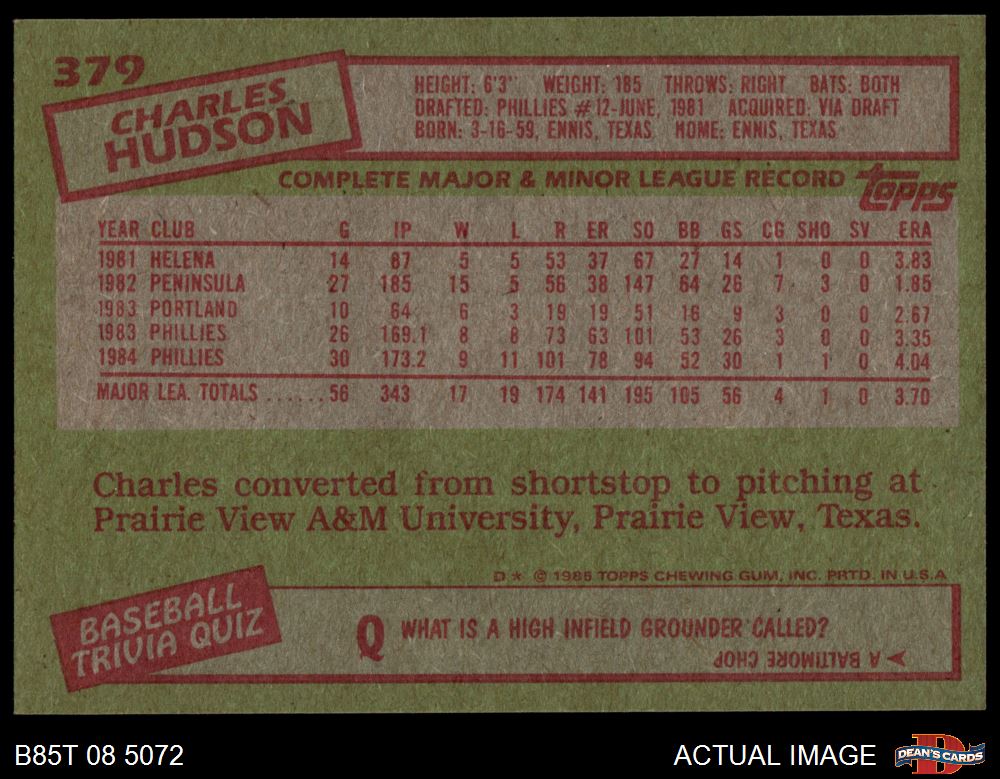 379
CHARLES
HUDSON
HEIGHT: 6'3" WEIGHT: 185 THROWS: RIGHT BATS: BOTH
DRAFTED: PHILLIES #12-JUNE, 1981 ACQUIRED: VIA DRAFT
BORN: 3-16-59, ENNIS, TEXAS HOME: ENNIS, TEXAS
COMPLETE MAJOR & MINOR LEAGUE RECORD topps
YEAR CLUB G IP W L R ER SO BB GS CG SHO SV ERA
1981 HELENA 14 87 5 5 53 37 67 27 14 1 0 0 3.83
1982 PENINSULA 27 185 15 5 56 38 147 64 26 7 3 0 1.85
1983 PORTLAND 10 64 6 3 19 19 51 16 9 3 0 0 2.67
1983 PHILLIES 26 169.1 8 8 73 63 101 53 26 3 0 0 3.35
1984 PHILLIES 30 173.2 9 11 101 78 94 52 30 1 1 0 4.04
MAJOR LEA. TOTALS ...... 56 343 17 19 174 141 195 105 56 4 1 0 3.70
Charles converted from shortstop to pitching at
Prairie View A&M University, Prairie View, Texas.
D * © 1985 TOPPS CHEWING GUM, INC. PRTD. IN U.S.A
BASEBALL
TRIVIA QUIZ
Q WHAT IS A HIGH INFIELD GROUNDER CALLED?
A BALTIMORE CHOP
B85T 08 5072
ACTUAL IMAGE
D
DEAN'S CARDS